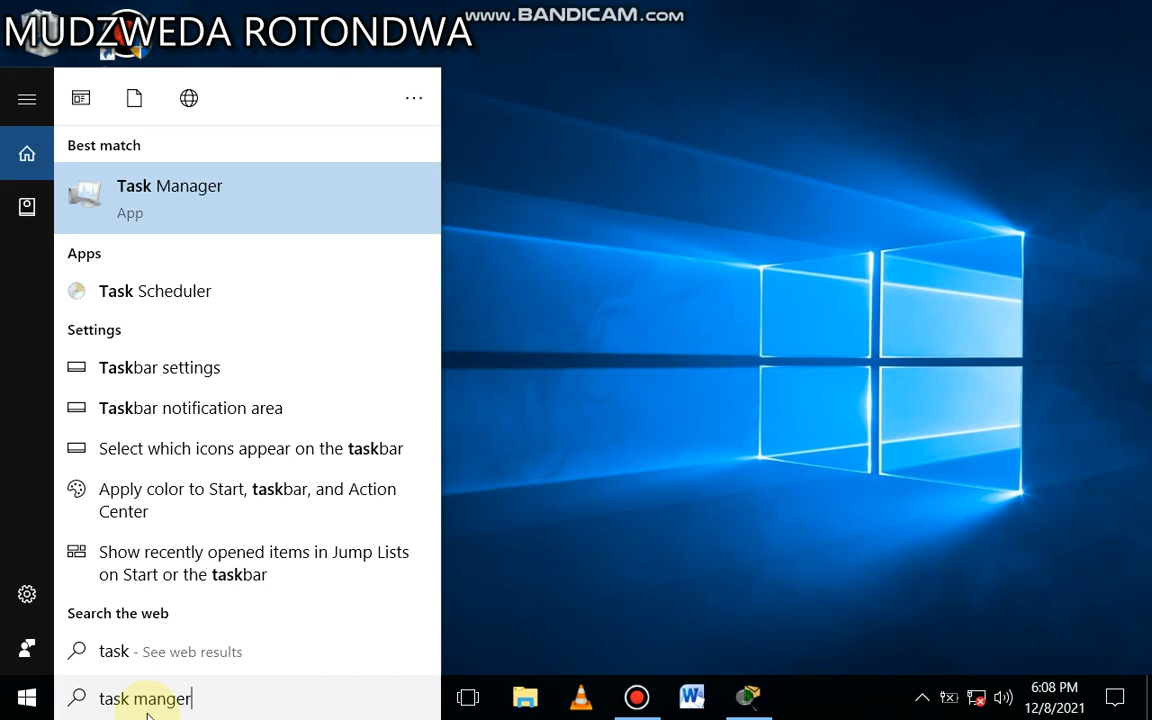 www.BANDICAM.com
MUDZWEDA ROTONDWA
Best match
Task Manager
App
Apps
Task Scheduler
Settings
Taskbar settings
Taskbar notification area
Select which icons appear on the taskbar
Apply color to Start, taskbar, and Action
Center
Show recently opened items in Jump Lists
on Start or the taskbar
Search the web
task - See web results
task manger
6:08 PM
12/8/2021